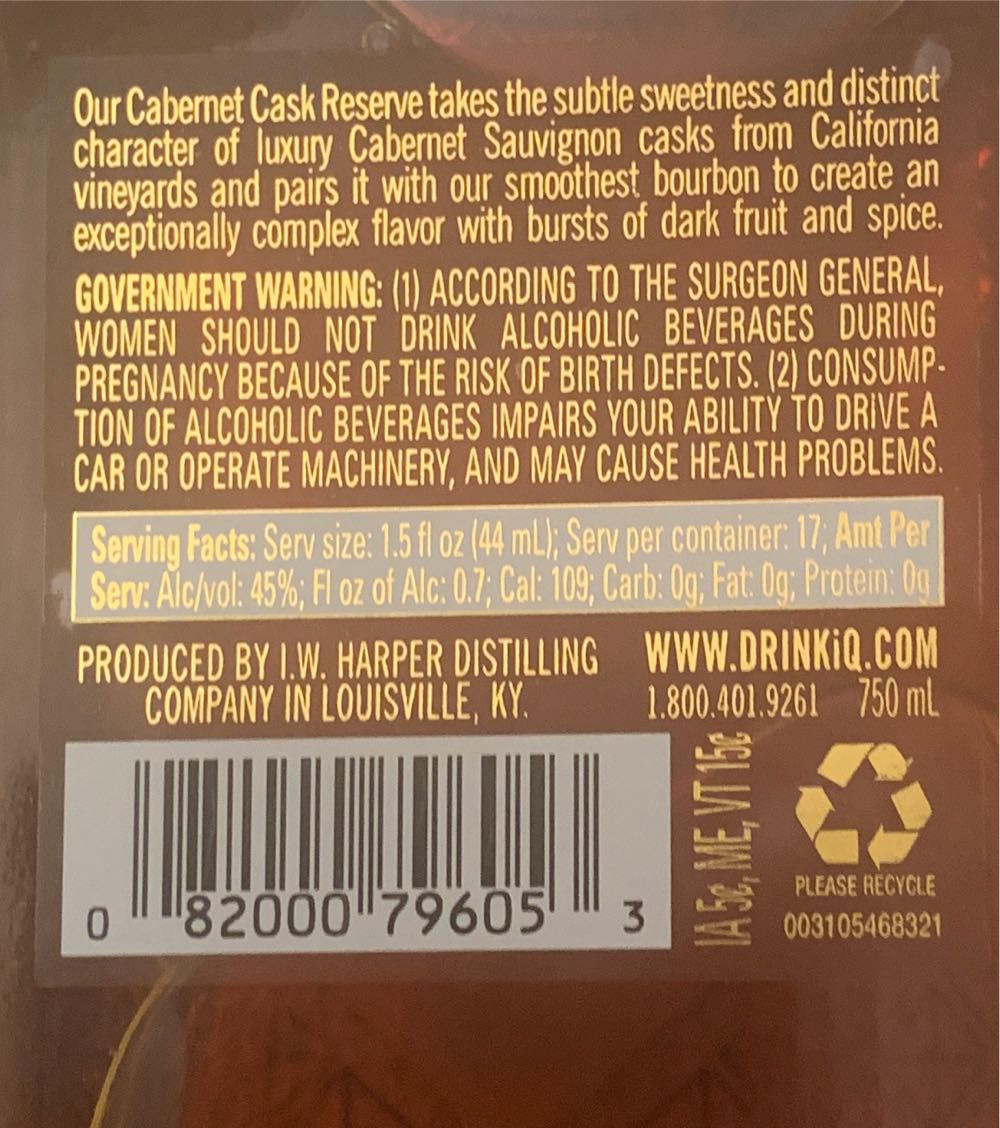 Our Cabernet Cask Reserve takes the subtle sweetness and distinct
character of luxury Cabernet Sauvignon casks from California
vineyards and pairs it with our smoothest bourbon to create an
exceptionally complex flavor with bursts of dark fruit and spice.
GOVERNMENT WARNING: (1) ACCORDING TO THE SURGEON GENERAL,
WOMEN SHOULD NOT DRINK ALCOHOLIC BEVERAGES DURING
PREGNANCY BECAUSE OF THE RISK OF BIRTH DEFECTS. (2) CONSUMP-
TION OF ALCOHOLIC BEVERAGES IMPAIRS YOUR ABILITY TO DRIVE A
CAR OR OPERATE MACHINERY, AND MAY CAUSE HEALTH PROBLEMS.
Serving Facts: Serv size: 1.5 fl oz (44 mL); Serv per container: 17; Amt Per
Serv: Alc/vol: 45%; Fl oz of Alc: 0.7; Cal: 109; Carb: 0g; Fat: 0g; Protein: 0g
PRODUCED BY I.W. HARPER DISTILLING
COMPANY IN LOUISVILLE, KY.
WWW.DRINKiQ.COM
1.800.401.9261 750 mL
0 82000 79605 3
IA 5¢, ME, VT 15¢
PLEASE RECYCLE
003105468321